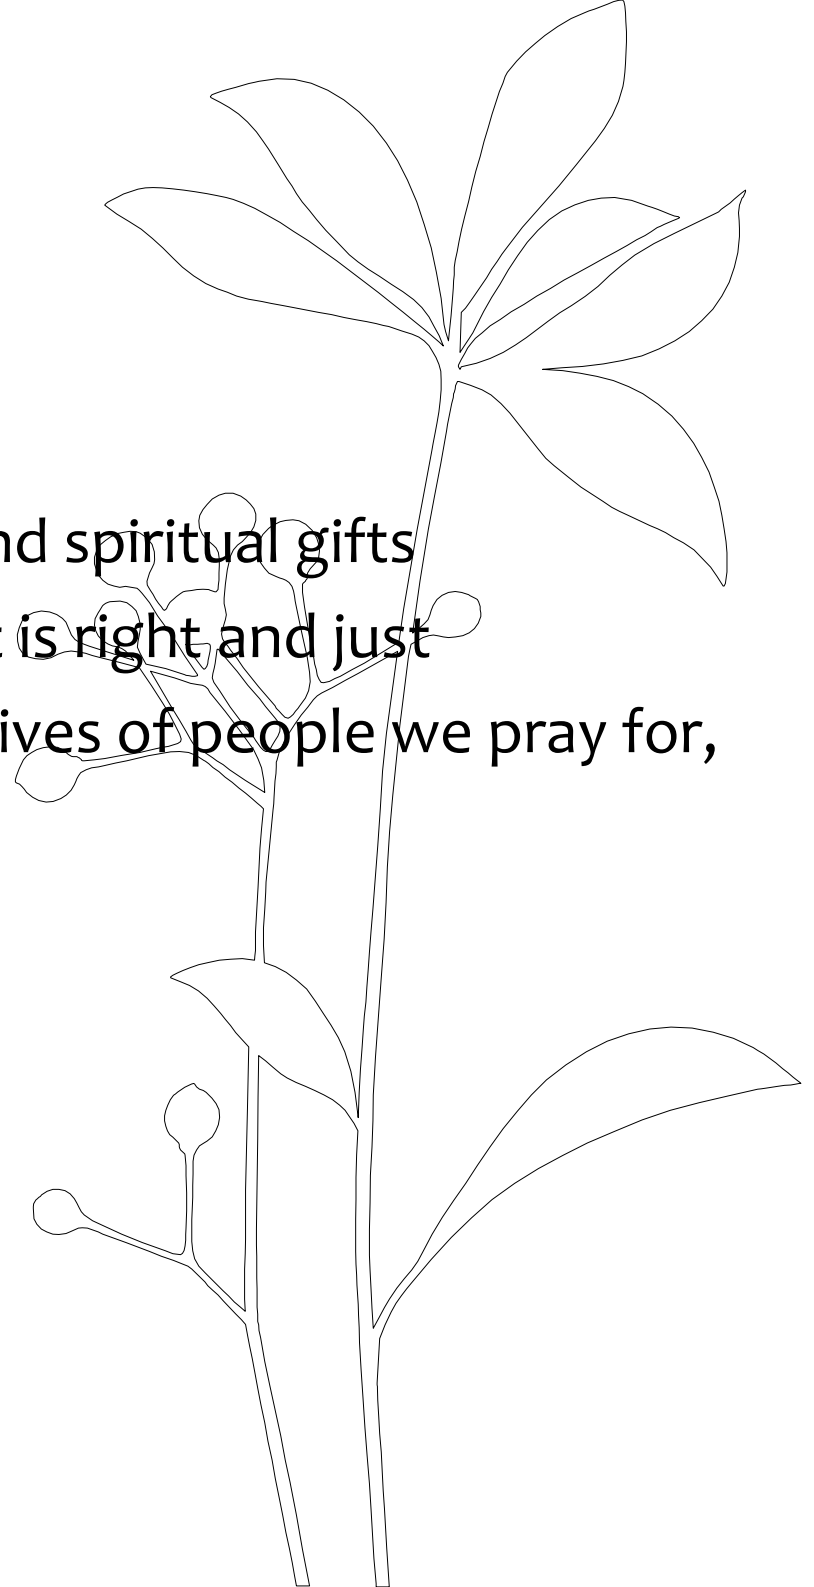 nd spiritual gifts
t is right and just
ives of people we pray for,